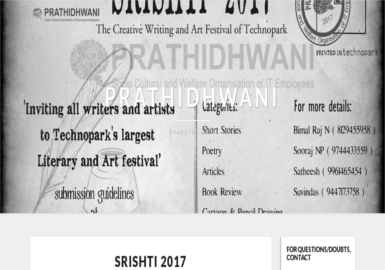 PRATHIDHWANI
SRISHTI 2017
The Creative Writing and Art Festival of Technopark
PRATHIDHWANI
2017
PRINTED IN technopark
Cultural and Welfare Organisation of IT Employees
PRATHIDHWANI
'Inviting all writers and artists
to Technopark's largest
Literary and Art festival'
submission guidelines
at
Categories:
Short Stories
Poetry
Articles
Book Review
Cartoon & Pencil Drawing
For more details:
Bimal Raj N ( 8129455958 )
Sooraj NP ( 9744433559 )
Satheesh ( 9961465454 )
Suvindas ( 9447173758 )
SRISHTI 2017
FOR QUESTIONS/DOUBTS,
CONTACT